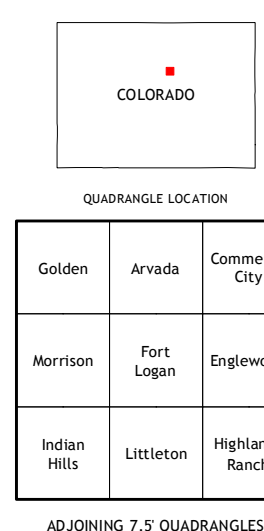 COLORADO
QUADRANGLE LOCATION
Golden
Arvada
Comme
City
Morrison
Fort
Logan
Englewo
Indian
Hills
Littleton
Highlan
Ranch
ADJOINING 7.5' QUADRANGLES